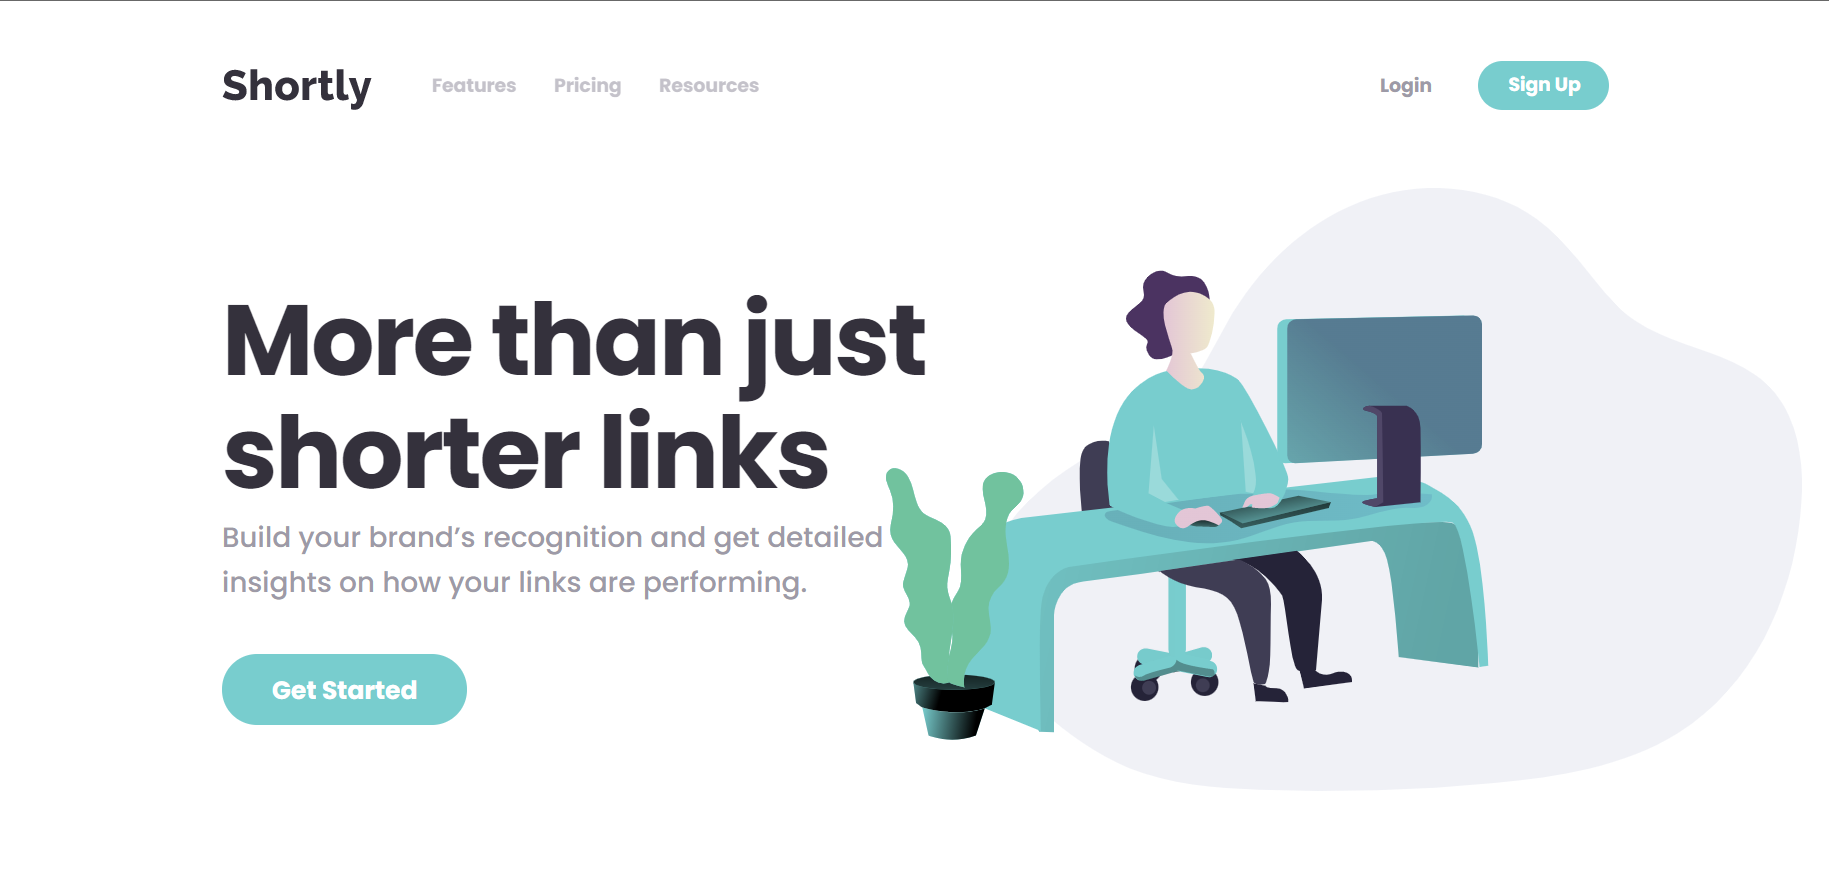 Shortly
Features Pricing Resources
Login
Sign Up
More than just
shorter links
Build your brand’s recognition and get detailed
insights on how your links are performing.
Get Started